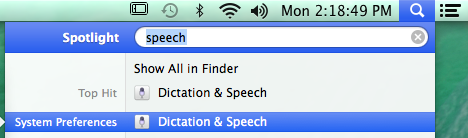 Mon 2:18:49 PM
Spotlight speech
Show All in Finder
Top Hit Dictation & Speech
System Preferences Dictation & Speech